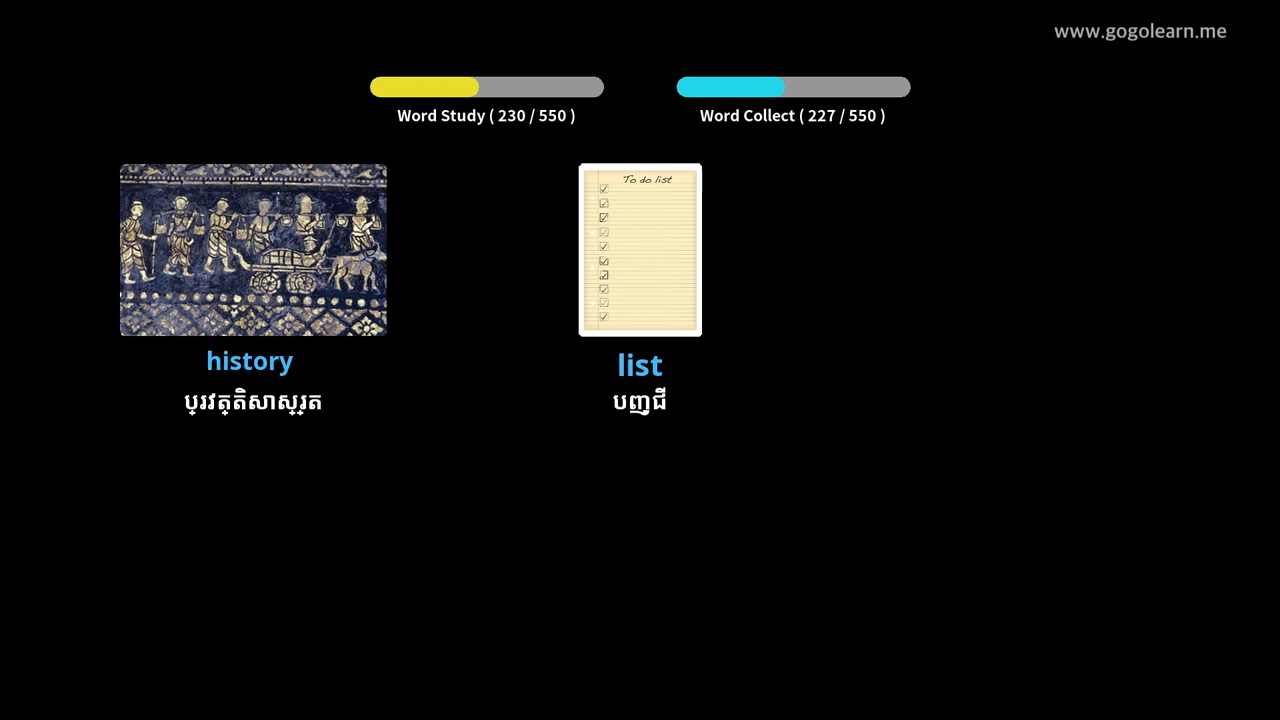 www.gogolearn.me
Word Study ( 230 / 550 )
Word Collect ( 227 / 550 )
To do list
history
list
ប្រវត្តិសាស្រ្ត
បញ្ជី